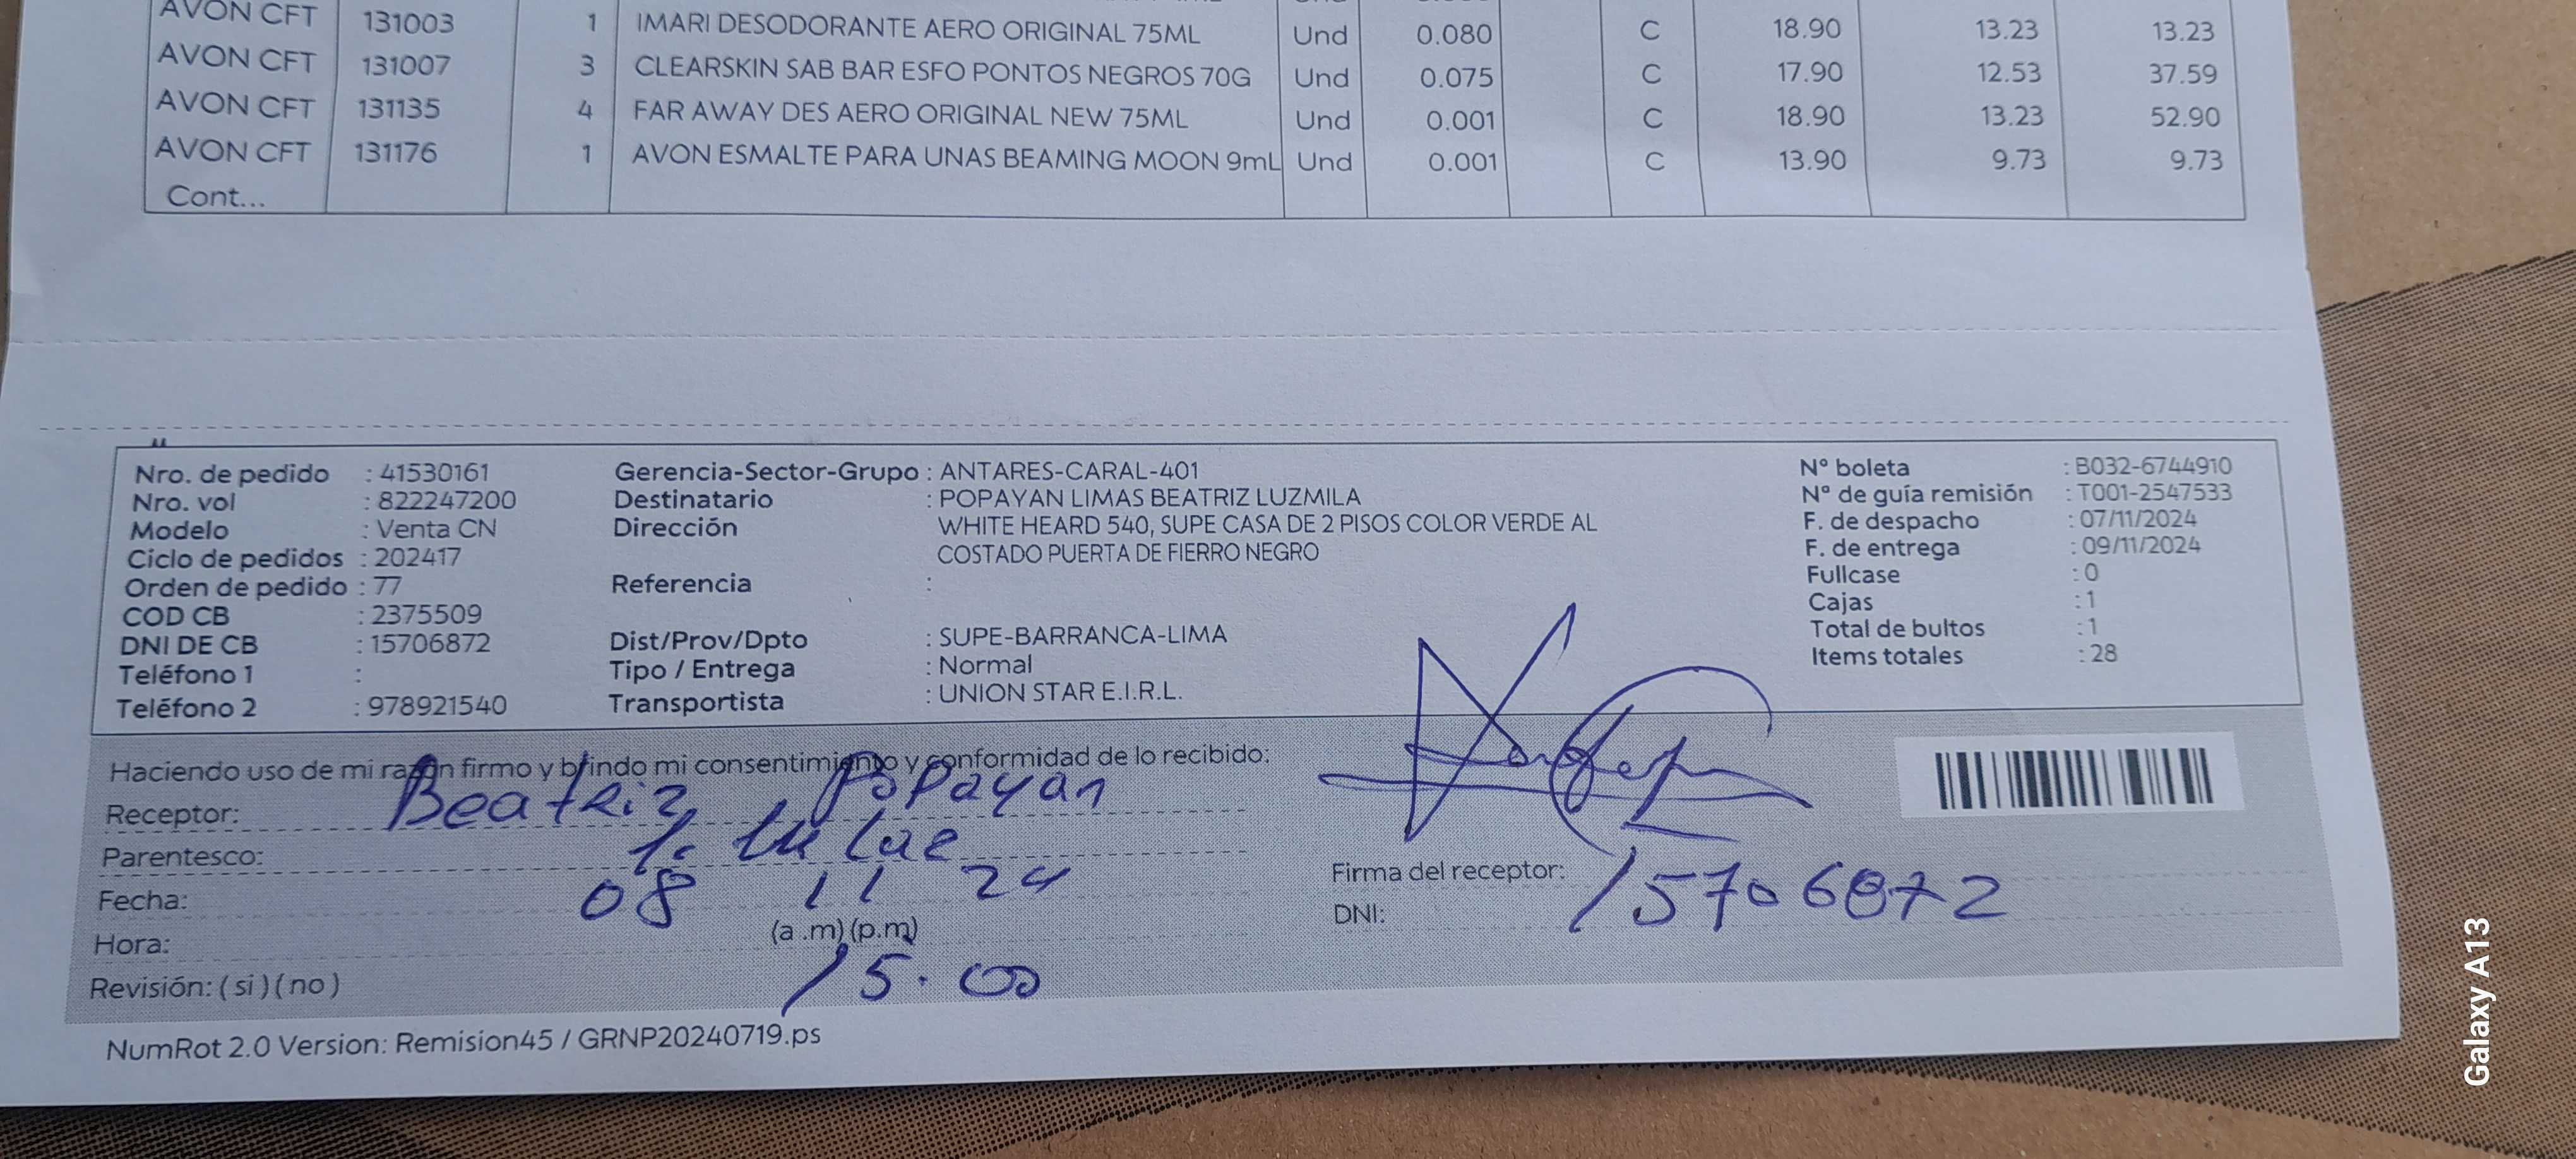 AVON CFT 131003 1 IMARI DESODORANTE AERO ORIGINAL 75ML Und 0.080 C 18.90 13.23 13.23
AVON CFT 131007 3 CLEARSKIN SAB BAR ESFO PONTOS NEGROS 70G Und 0.075 C 17.90 12.53 37.59
AVON CFT 131135 4 FAR AWAY DES AERO ORIGINAL NEW 75ML Und 0.001 C 18.90 13.23 52.90
AVON CFT 131176 1 AVON ESMALTE PARA UNAS BEAMING MOON 9mL Und 0.001 C 13.90 9.73 9.73
Cont...
Nro. de pedido : 41530161 Gerencia-Sector-Grupo : ANTARES-CARAL-401 N° boleta : B032-6744910
Nro. vol : 822247200 Destinatario : POPAYAN LIMAS BEATRIZ LUZMILA N° de guía remisión : T001-2547533
Modelo : Venta CN Dirección WHITE HEARD 540, SUPE CASA DE 2 PISOS COLOR VERDE AL F. de despacho : 07/11/2024
Ciclo de pedidos : 202417 COSTADO PUERTA DE FIERRO NEGRO F. de entrega : 09/11/2024
Orden de pedido : 77 Referencia : Fullcase : 0
COD CB : 2375509 Cajas : 1
DNI DE CB : 15706872 Dist/Prov/Dpto : SUPE-BARRANCA-LIMA Total de bultos : 1
Teléfono 1 : Tipo / Entrega : Normal Items totales : 28
Teléfono 2 : 978921540 Transportista : UNION STAR E.I.R.L.
Haciendo uso de mi razón firmo y brindo mi consentimiento y conformidad de lo recibido:
Receptor: Beatriz Popayan
Parentesco:
Fecha: 08 11 24
Firma del receptor:
DNI: 15706872
Hora: (a .m) (p.m)
15.00
Revisión: ( si ) ( no )
NumRot 2.0 Version: Remision45 / GRNP20240719.ps
Galaxy A13